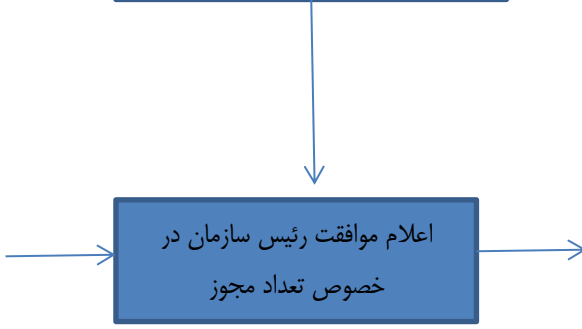 اعلام موافقت رئیس سازمان در
خصوص تعداد مجوز